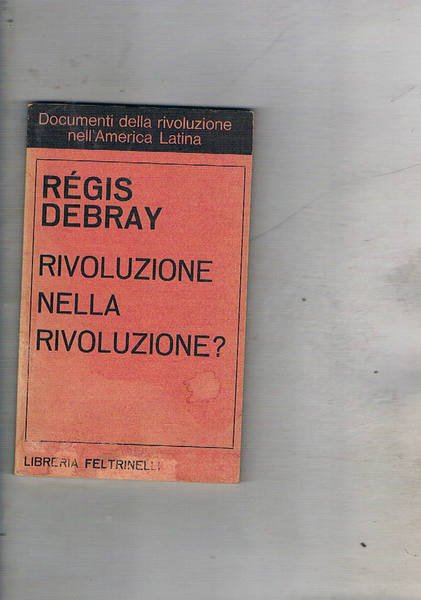 Documenti della rivoluzione
nell'America Latina
RÉGIS
DEBRAY
RIVOLUZIONE
NELLA
RIVOLUZIONE?
LIBRERIA FELTRINELLI